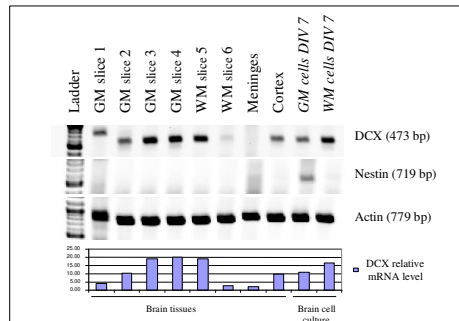 Ladder
GM slice 1
GM slice 2
GM slice 3
GM slice 4
WM slice 5
WM slice 6
Meninges
Cortex
GM cells DIV 7
WM cells DIV 7
DCX (473 bp)
Nestin (719 bp)
Actin (779 bp)
25.00
20.00
15.00
10.00
5.00
0.00
DCX relative
mRNA level
Brain tissues
Brain cell
culture